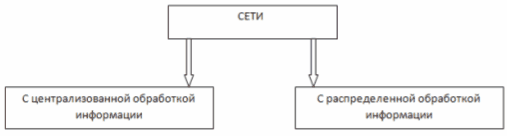 СЕТИ
С централизованной обработкой
информации
С распределенной обработкой
информации